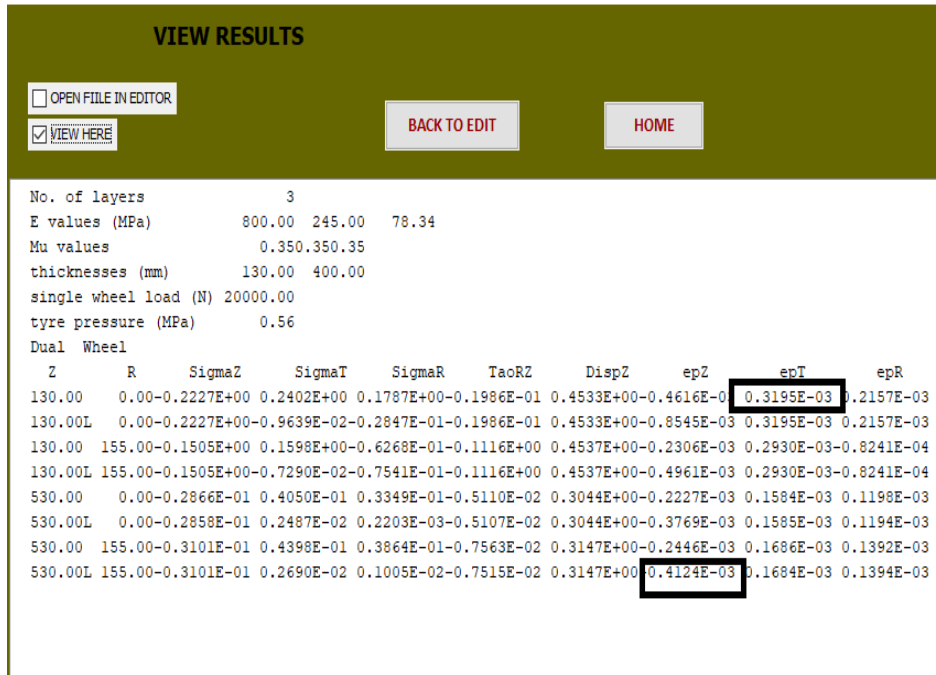 VIEW RESULTS
OPEN FIILE IN EDITOR
VIEW HERE
BACK TO EDIT
HOME
No. of layers 3
E values (MPa) 800.00 245.00 78.34
Mu values 0.350.350.35
thicknesses (mm) 130.00 400.00
single wheel load (N) 20000.00
tyre pressure (MPa) 0.56
Dual Wheel
Z R SigmaZ SigmaT SigmaR TaoRZ DispZ epZ epT epR
130.00 0.00-0.2227E+00 0.2402E+00 0.1787E+00-0.1986E-01 0.4533E+00-0.4616E-0 0.3195E-03 0.2157E-03
130.00L 0.00-0.2227E+00-0.9639E-02-0.2847E-01-0.1986E-01 0.4533E+00-0.8545E-03 0.3195E-03 0.2157E-03
130.00 155.00-0.1505E+00 0.1598E+00-0.6268E-01-0.1116E+00 0.4537E+00-0.2306E-03 0.2930E-03-0.8241E-04
130.00L 155.00-0.1505E+00-0.7290E-02-0.7541E-01-0.1116E+00 0.4537E+00-0.4961E-03 0.2930E-03-0.8241E-04
530.00 0.00-0.2866E-01 0.4050E-01 0.3349E-01-0.5110E-02 0.3044E+00-0.2227E-03 0.1584E-03 0.1198E-03
530.00L 0.00-0.2858E-01 0.2487E-02 0.2203E-03-0.5107E-02 0.3044E+00-0.3769E-03 0.1585E-03 0.1194E-03
530.00 155.00-0.3101E-01 0.4398E-01 0.3864E-01-0.7563E-02 0.3147E+00-0.2446E-03 0.1686E-03 0.1392E-03
530.00L 155.00-0.3101E-01 0.2690E-02 0.1005E-02-0.7515E-02 0.3147E+00-0.4124E-03 0.1684E-03 0.1394E-03